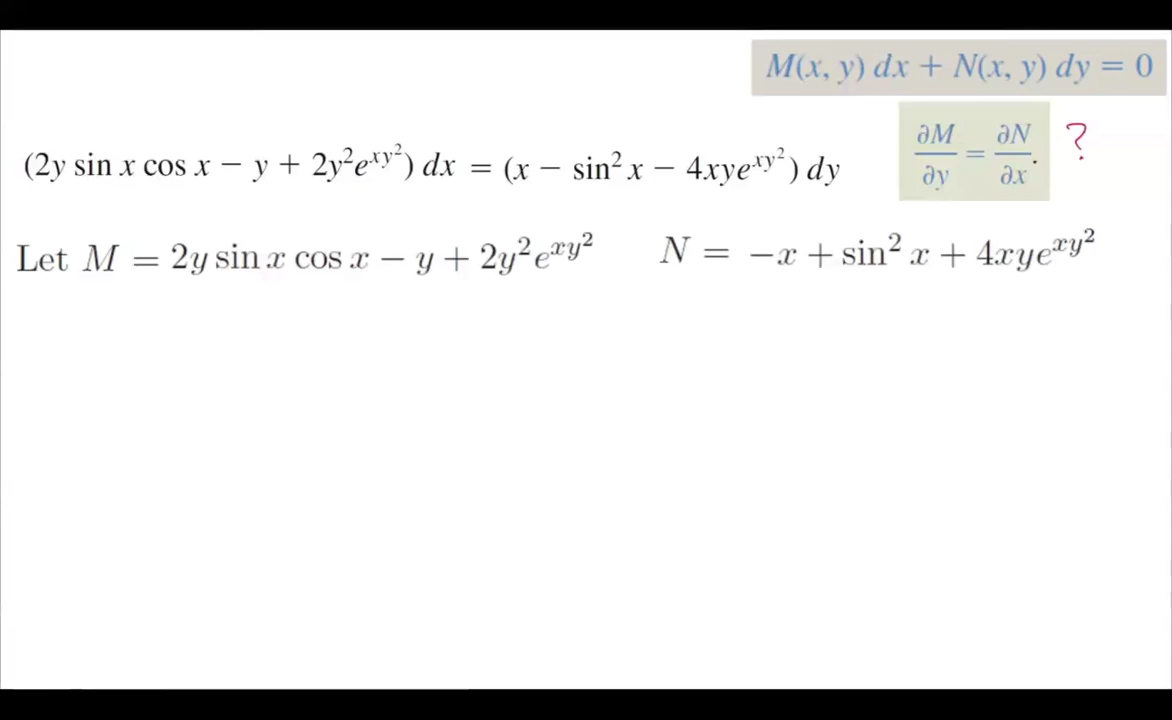 M(x, y) dx + N(x, y) dy = 0
∂M/∂y = ∂N/∂x. ?
(2y sin x cos x − y + 2y²e^{xy²}) dx = (x − sin² x − 4xye^{xy²}) dy
Let M = 2y sin x cos x − y + 2y²e^{xy²} N = −x + sin² x + 4xye^{xy²}